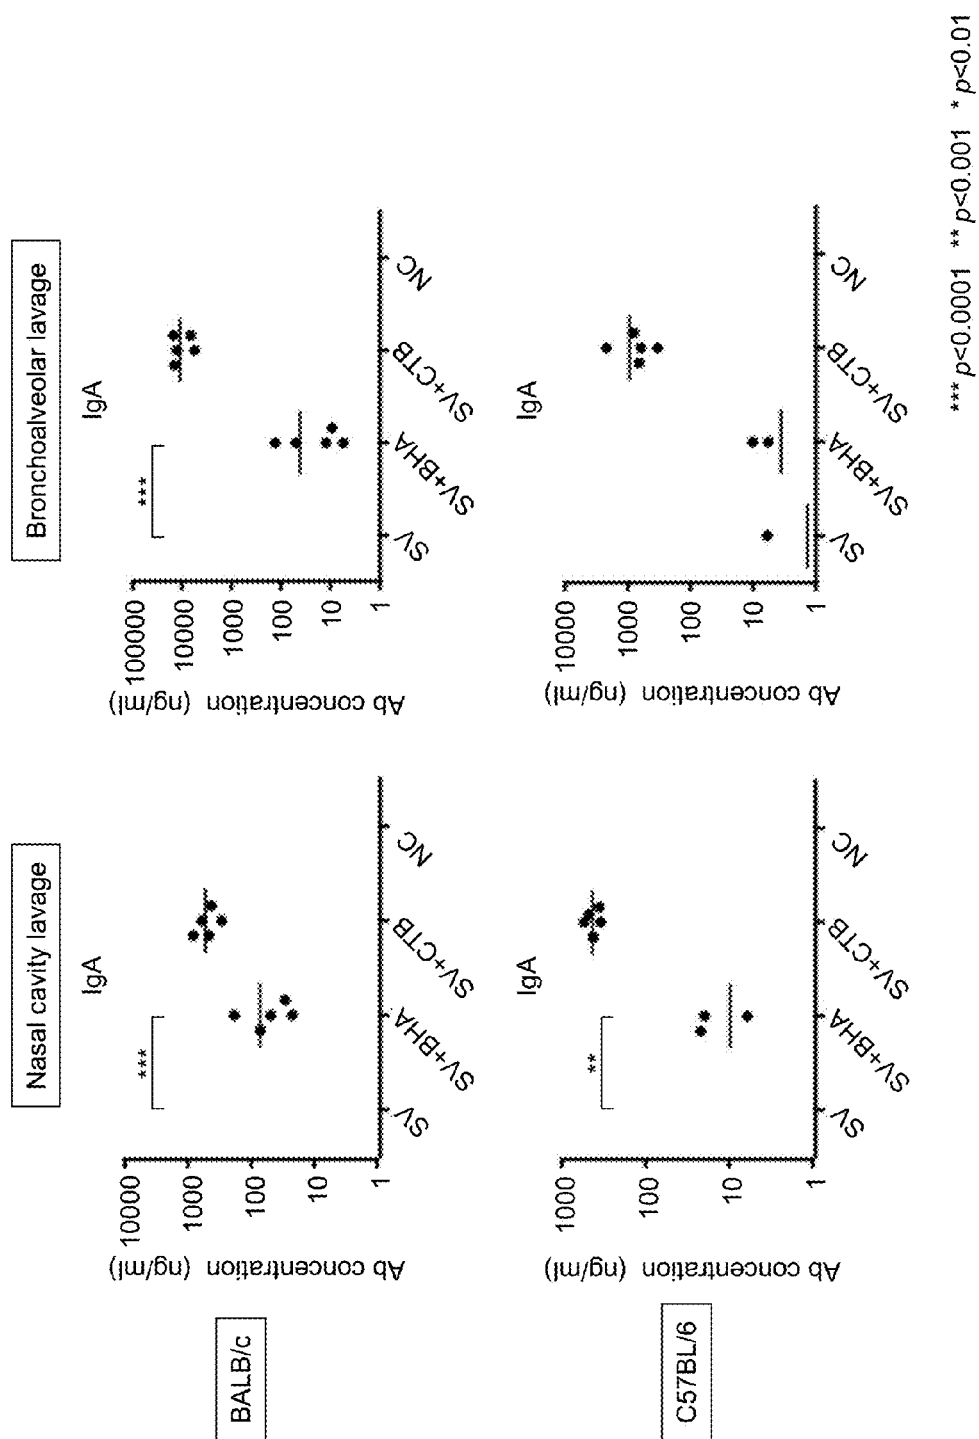 Nasal cavity lavage
Bronchoalveolar lavage
BALB/c
IgA
Ab concentration (ng/ml)
10000
1000
100
10
1
***
SV
SV+BHA
SV+CTB
NC
IgA
Ab concentration (ng/ml)
100000
10000
1000
100
10
1
***
SV
SV+BHA
SV+CTB
NC
C57BL/6
IgA
Ab concentration (ng/ml)
1000
100
10
1
**
SV
SV+BHA
SV+CTB
NC
IgA
Ab concentration (ng/ml)
10000
1000
100
10
1
SV
SV+BHA
SV+CTB
NC
*** p<0.0001 ** p<0.001 * p<0.01